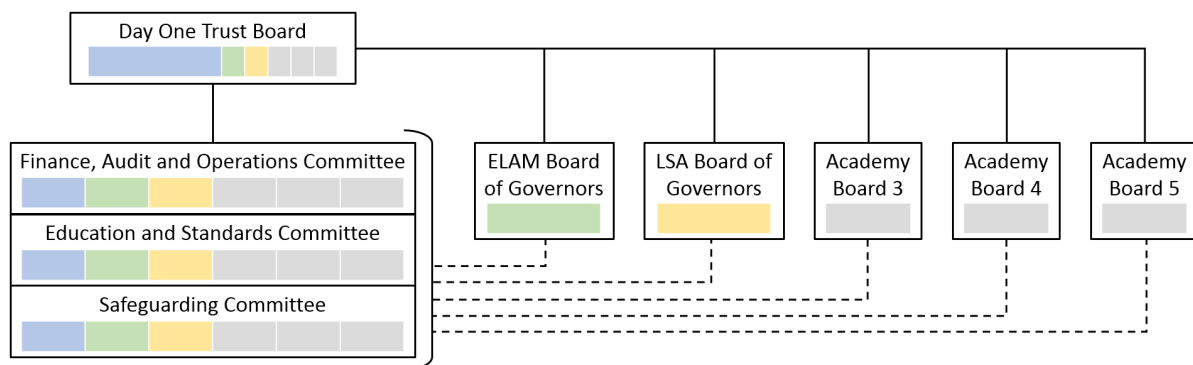 Day One Trust Board
Finance, Audit and Operations Committee
Education and Standards Committee
Safeguarding Committee
ELAM Board
of Governors
LSA Board of
Governors
Academy
Board 3
Academy
Board 4
Academy
Board 5